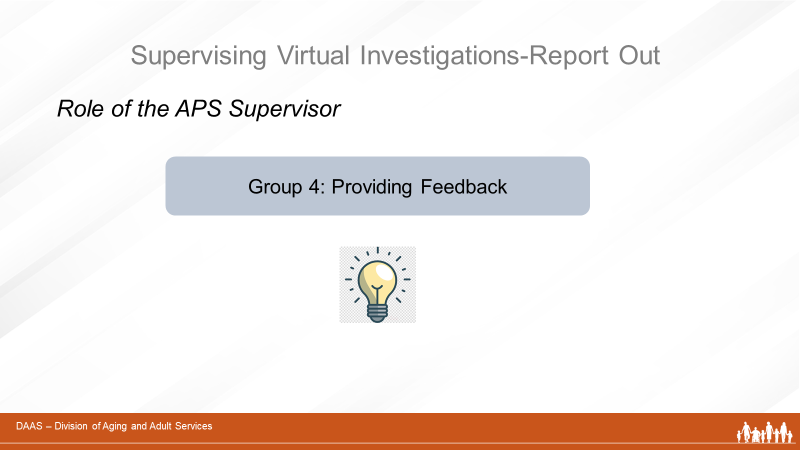 Supervising Virtual Investigations-Report Out
Role of the APS Supervisor
Group 4: Providing Feedback
DAAS – Division of Aging and Adult Services